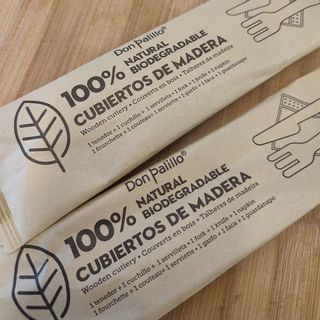 Don Palillo®
100% NATURAL
BIODEGRADABLE
CUBIERTOS DE MADERA
Wooden cutlery • Couverts en bois • Talheres de madeira
1 tenedor + 1 cuchillo + 1 servilleta • 1 fork + 1 knife + 1 napkin
1 fourchette + 1 couteau + 1 serviette • 1 garfo + 1 faca + 1 guardanapo
Don Palillo®
100% NATURAL
BIODEGRADABLE
CUBIERTOS DE MADERA
Wooden cutlery • Couverts en bois • Talheres de madeira
1 tenedor + 1 cuchillo + 1 servilleta • 1 fork + 1 knife + 1 napkin
1 fourchette + 1 couteau + 1 serviette • 1 garfo + 1 faca + 1 guardanapo